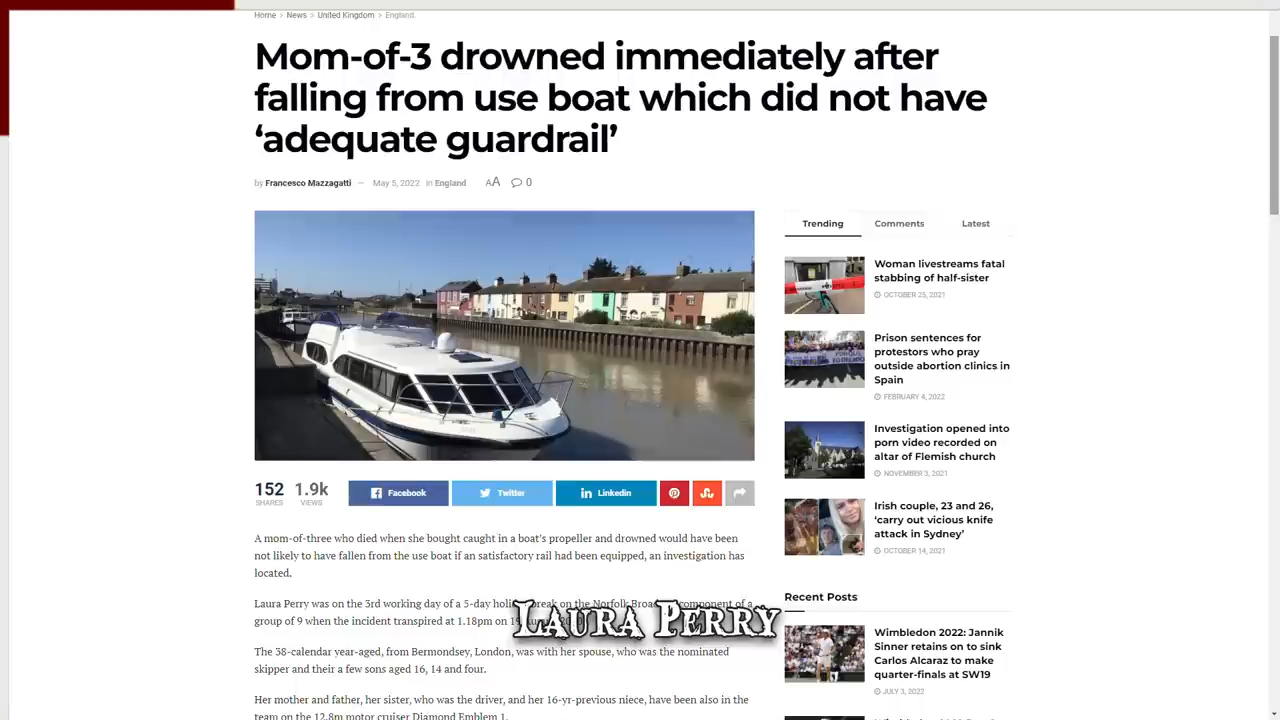 Home > News > United Kingdom > England
Mom-of-3 drowned immediately after
falling from use boat which did not have
‘adequate guardrail’
by Francesco Mazzagatti — May 5, 2022 in England AA 0
Trending Comments Latest
Woman livestreams fatal
stabbing of half-sister
OCTOBER 25, 2021
Prison sentences for
protestors who pray
outside abortion clinics in
Spain
FEBRUARY 4, 2022
Investigation opened into
porn video recorded on
altar of Flemish church
NOVEMBER 3, 2021
Irish couple, 23 and 26,
‘carry out vicious knife
attack in Sydney’
OCTOBER 14, 2021
152 1.9k
SHARES VIEWS
Facebook Twitter Linkedin
A mom-of-three who died when she bought caught in a boat's propeller and drowned would have been
not likely to have fallen from the use boat if an satisfactory rail had been equipped, an investigation has
located.
Laura Perry was on the 3rd working day of a 5-day break on the Norfolk component of a
group of 9 when the incident transpired at 1.18pm on
Laura Perry
The 38-calendar year-aged, from Bermondsey, London, was with her spouse, who was the nominated
skipper and their a few sons aged 16, 14 and four.
Her mother and father, her sister, who was the driver, and her 16-yr-previous niece, have been also in the
team on the 12.8m motor cruiser Diamond Emblem 1.
Recent Posts
Wimbledon 2022: Jannik
Sinner retains on to sink
Carlos Alcaraz to make
quarter-finals at SW19
JULY 3, 2022